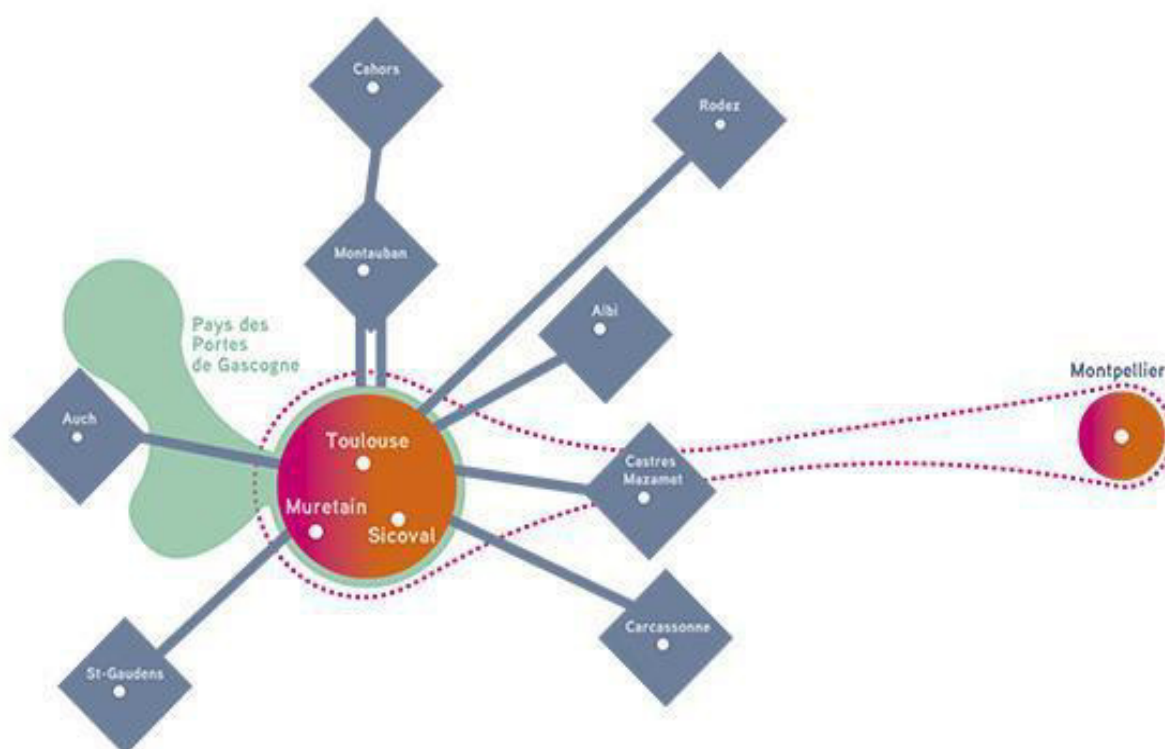 Cahors
Rodez
Montauban
Albi
Pays des
Portes
de Gascogne
Montpellier
Auch
Toulouse
Castres
Mazamet
Muretain
Sicoval
Carcassonne
St-Gaudens